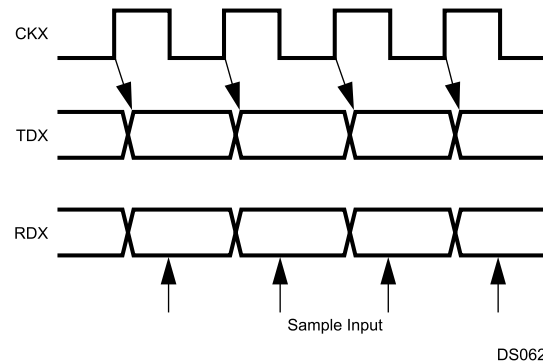 CKX
TDX
RDX
Sample Input
DS062